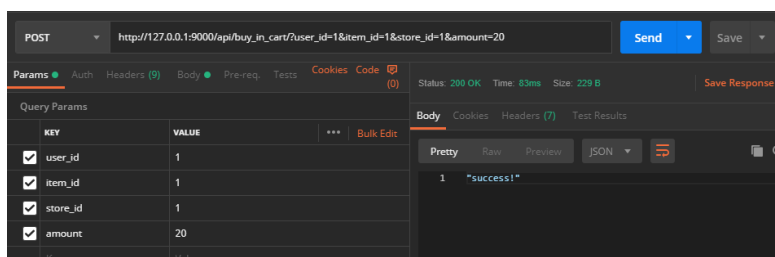 POST http://127.0.0.1:9000/api/buy_in_cart/?user_id=1&item_id=1&store_id=1&amount=20 Send Save
Params Auth Headers (9) Body Pre-req. Tests Cookies Code (0)
Status: 200 OK Time: 83ms Size: 229 B Save Response
Query Params
Body Cookies Headers (7) Test Results
KEY VALUE ••• Bulk Edit
Pretty Raw Preview JSON
user_id 1
1 "success!"
item_id 1
store_id 1
amount 20